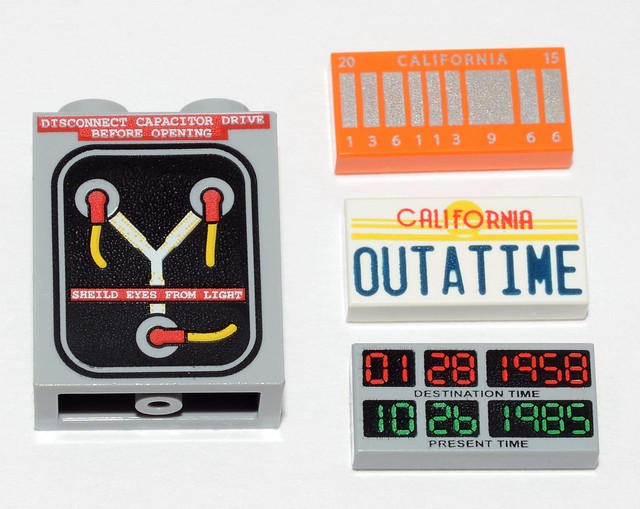 DISCONNECT CAPACITOR DRIVE
BEFORE OPENING
SHEILD EYES FROM LIGHT
20 CALIFORNIA 15
1 3 6 1 1 3 9 6 6
CALIFORNIA
OUTATIME
01 28 1958
DESTINATION TIME
10 26 1985
PRESENT TIME